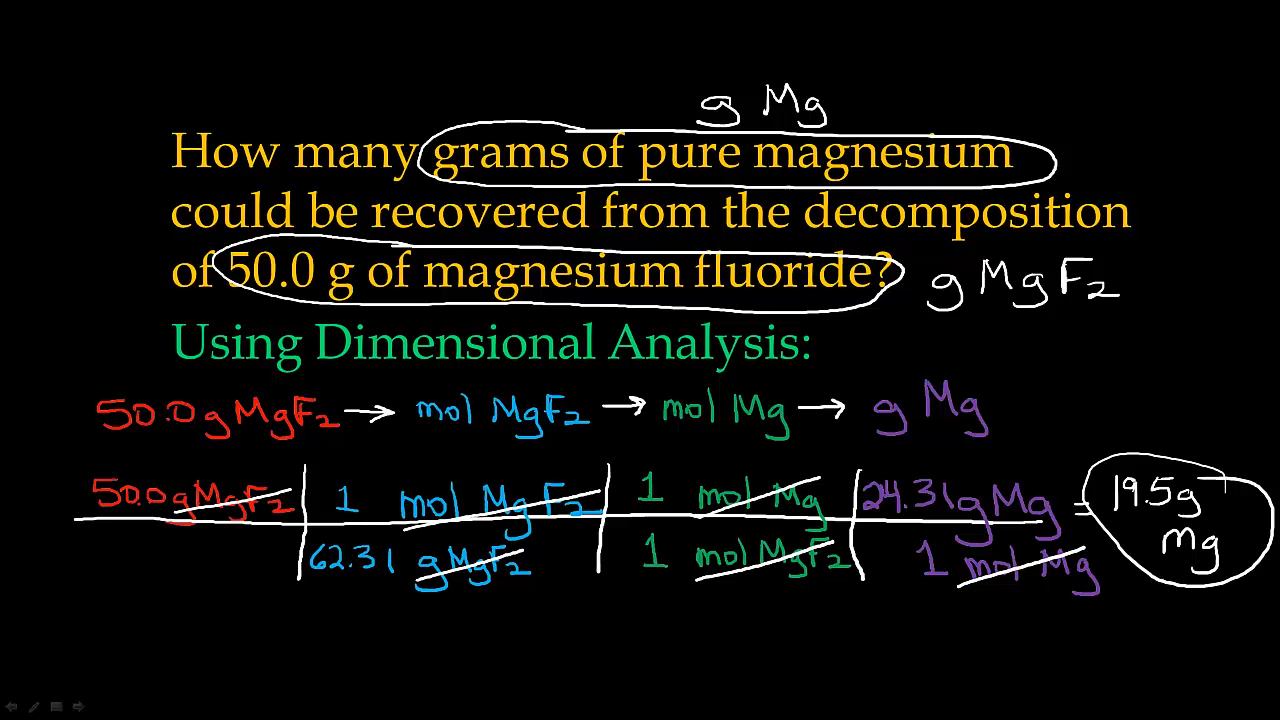 g Mg
How many grams of pure magnesium
could be recovered from the decomposition
of 50.0 g of magnesium fluoride? g MgF₂
Using Dimensional Analysis:
50.0 g MgF₂ → mol MgF₂ → mol Mg → g Mg
50.0 g MgF₂ | 1 mol MgF₂ | 1 mol Mg | 24.31 g Mg = 19.5 g
62.31 g MgF₂ | 1 mol MgF₂ | 1 mol Mg Mg